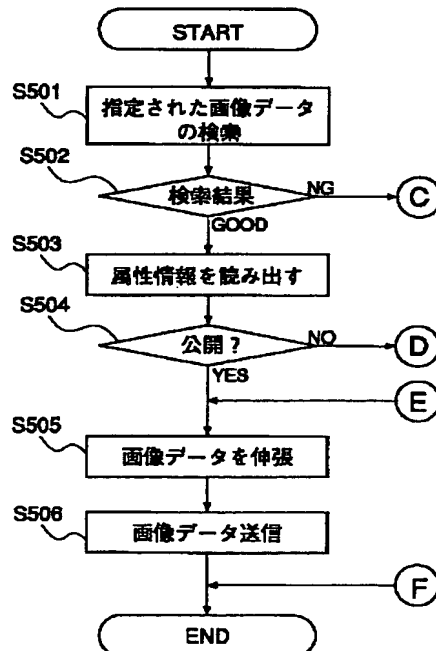 START
S501
指定された画像データ
の検索
S502
検索結果
NG
C
GOOD
S503
属性情報を読み出す
S504
公開？
NO
D
YES
E
S505
画像データを伸張
S506
画像データ送信
F
END